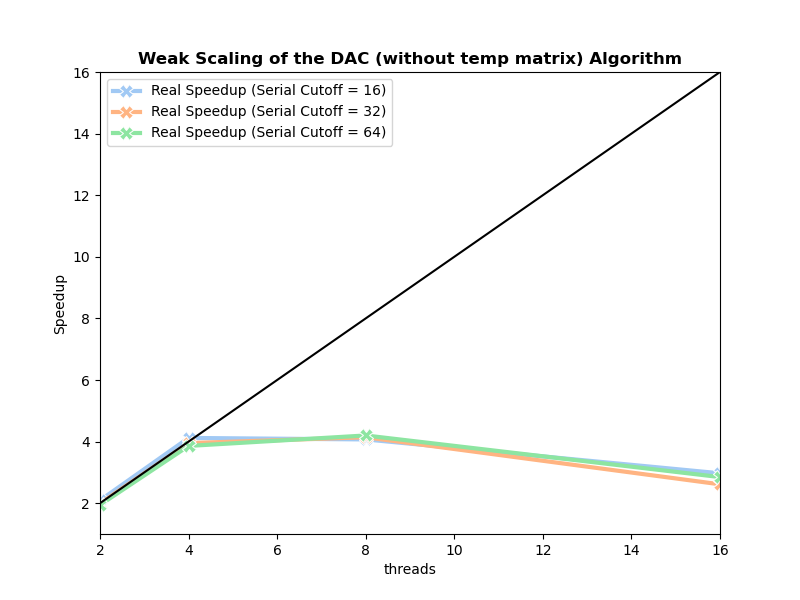 Weak Scaling of the DAC (without temp matrix) Algorithm
Real Speedup (Serial Cutoff = 16)
Real Speedup (Serial Cutoff = 32)
Real Speedup (Serial Cutoff = 64)
Speedup
16
14
12
10
8
6
4
2
2 4 6 8 10 12 14 16
threads